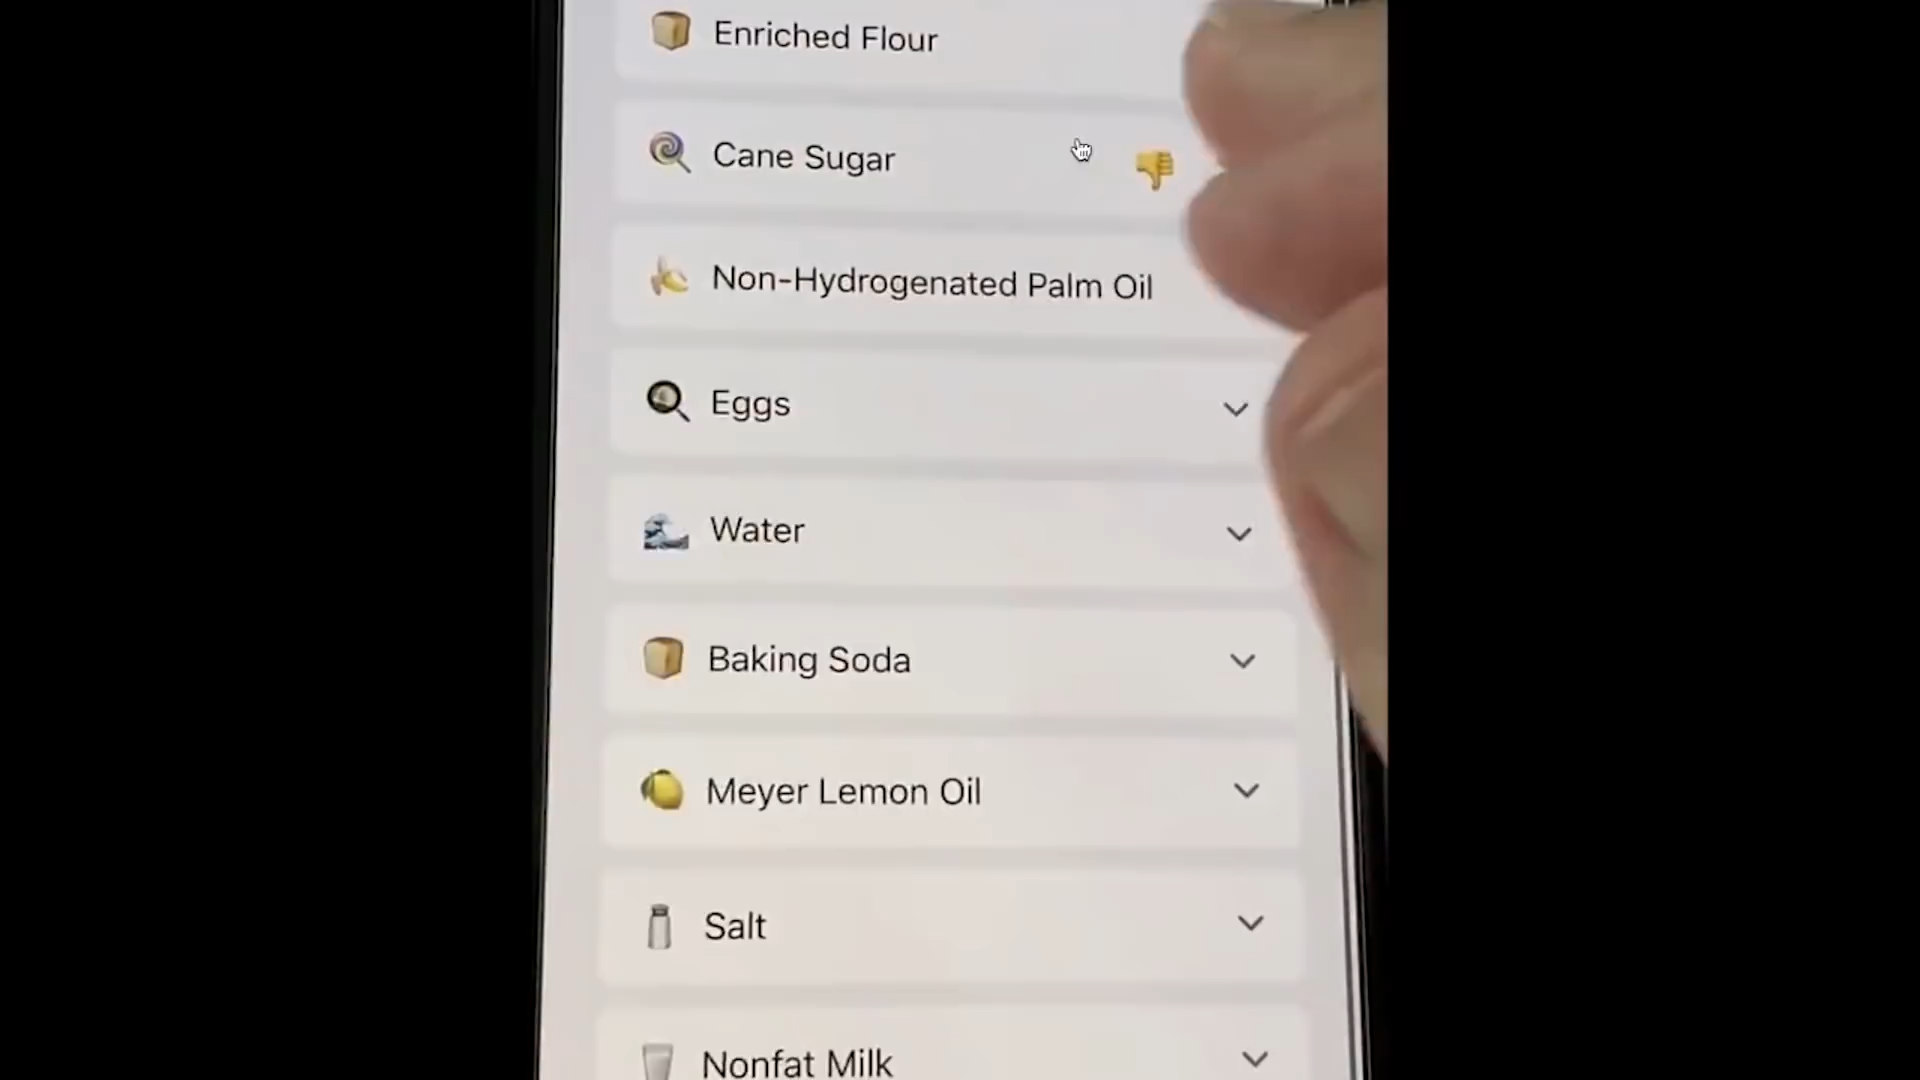 Enriched Flour
Cane Sugar
Non-Hydrogenated Palm Oil
Eggs
Water
Baking Soda
Meyer Lemon Oil
Salt
Nonfat Milk